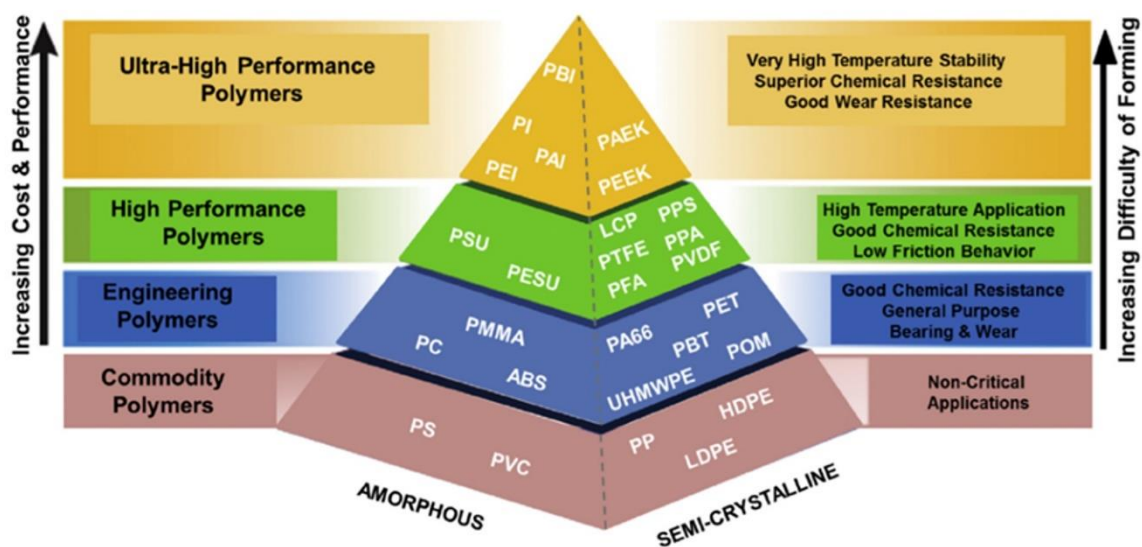 Increasing Cost & Performance
Ultra-High Performance
Polymers
PBI
PI
PAI
PEI
PAEK
PEEK
Very High Temperature Stability
Superior Chemical Resistance
Good Wear Resistance
Increasing Difficulty of Forming
High Performance
Polymers
PSU
PESU
LCP
PPS
PTFE
PPA
PFA
PVDF
High Temperature Application
Good Chemical Resistance
Low Friction Behavior
Engineering
Polymers
PMMA
PC
ABS
PA66
PET
PBT
POM
UHMWPE
Good Chemical Resistance
General Purpose
Bearing & Wear
Commodity
Polymers
PS
PVC
PP
HDPE
LDPE
Non-Critical
Applications
AMORPHOUS
SEMI-CRYSTALLINE